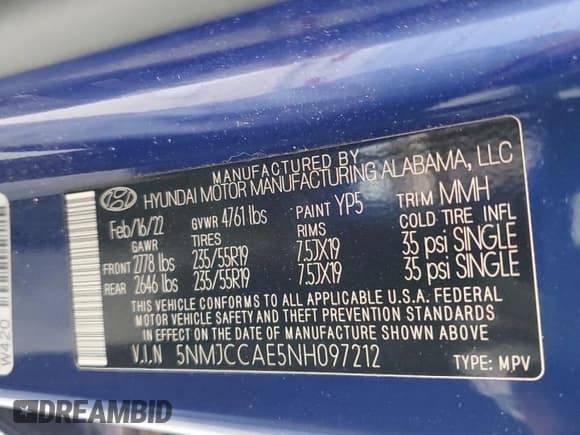 MANUFACTURED BY
HYUNDAI MOTOR MANUFACTURING ALABAMA, LLC
Feb/16/22 GVWR 4761 lbs PAINT YP5 TRIM MMH
GAWR TIRES RIMS COLD TIRE INFL
FRONT 2778 lbs 235/55R19 7.5JX19 35 psi SINGLE
REAR 2646 lbs 235/55R19 7.5JX19 35 psi SINGLE
THIS VEHICLE CONFORMS TO ALL APPLICABLE U.S.A. FEDERAL
MOTOR VEHICLE SAFETY AND THEFT PREVENTION STANDARDS
IN EFFECT ON THE DATE OF MANUFACTURE SHOWN ABOVE.
V.I.N 5NMJCCAE5NH097212 TYPE: MPV
W420
DREAMBID